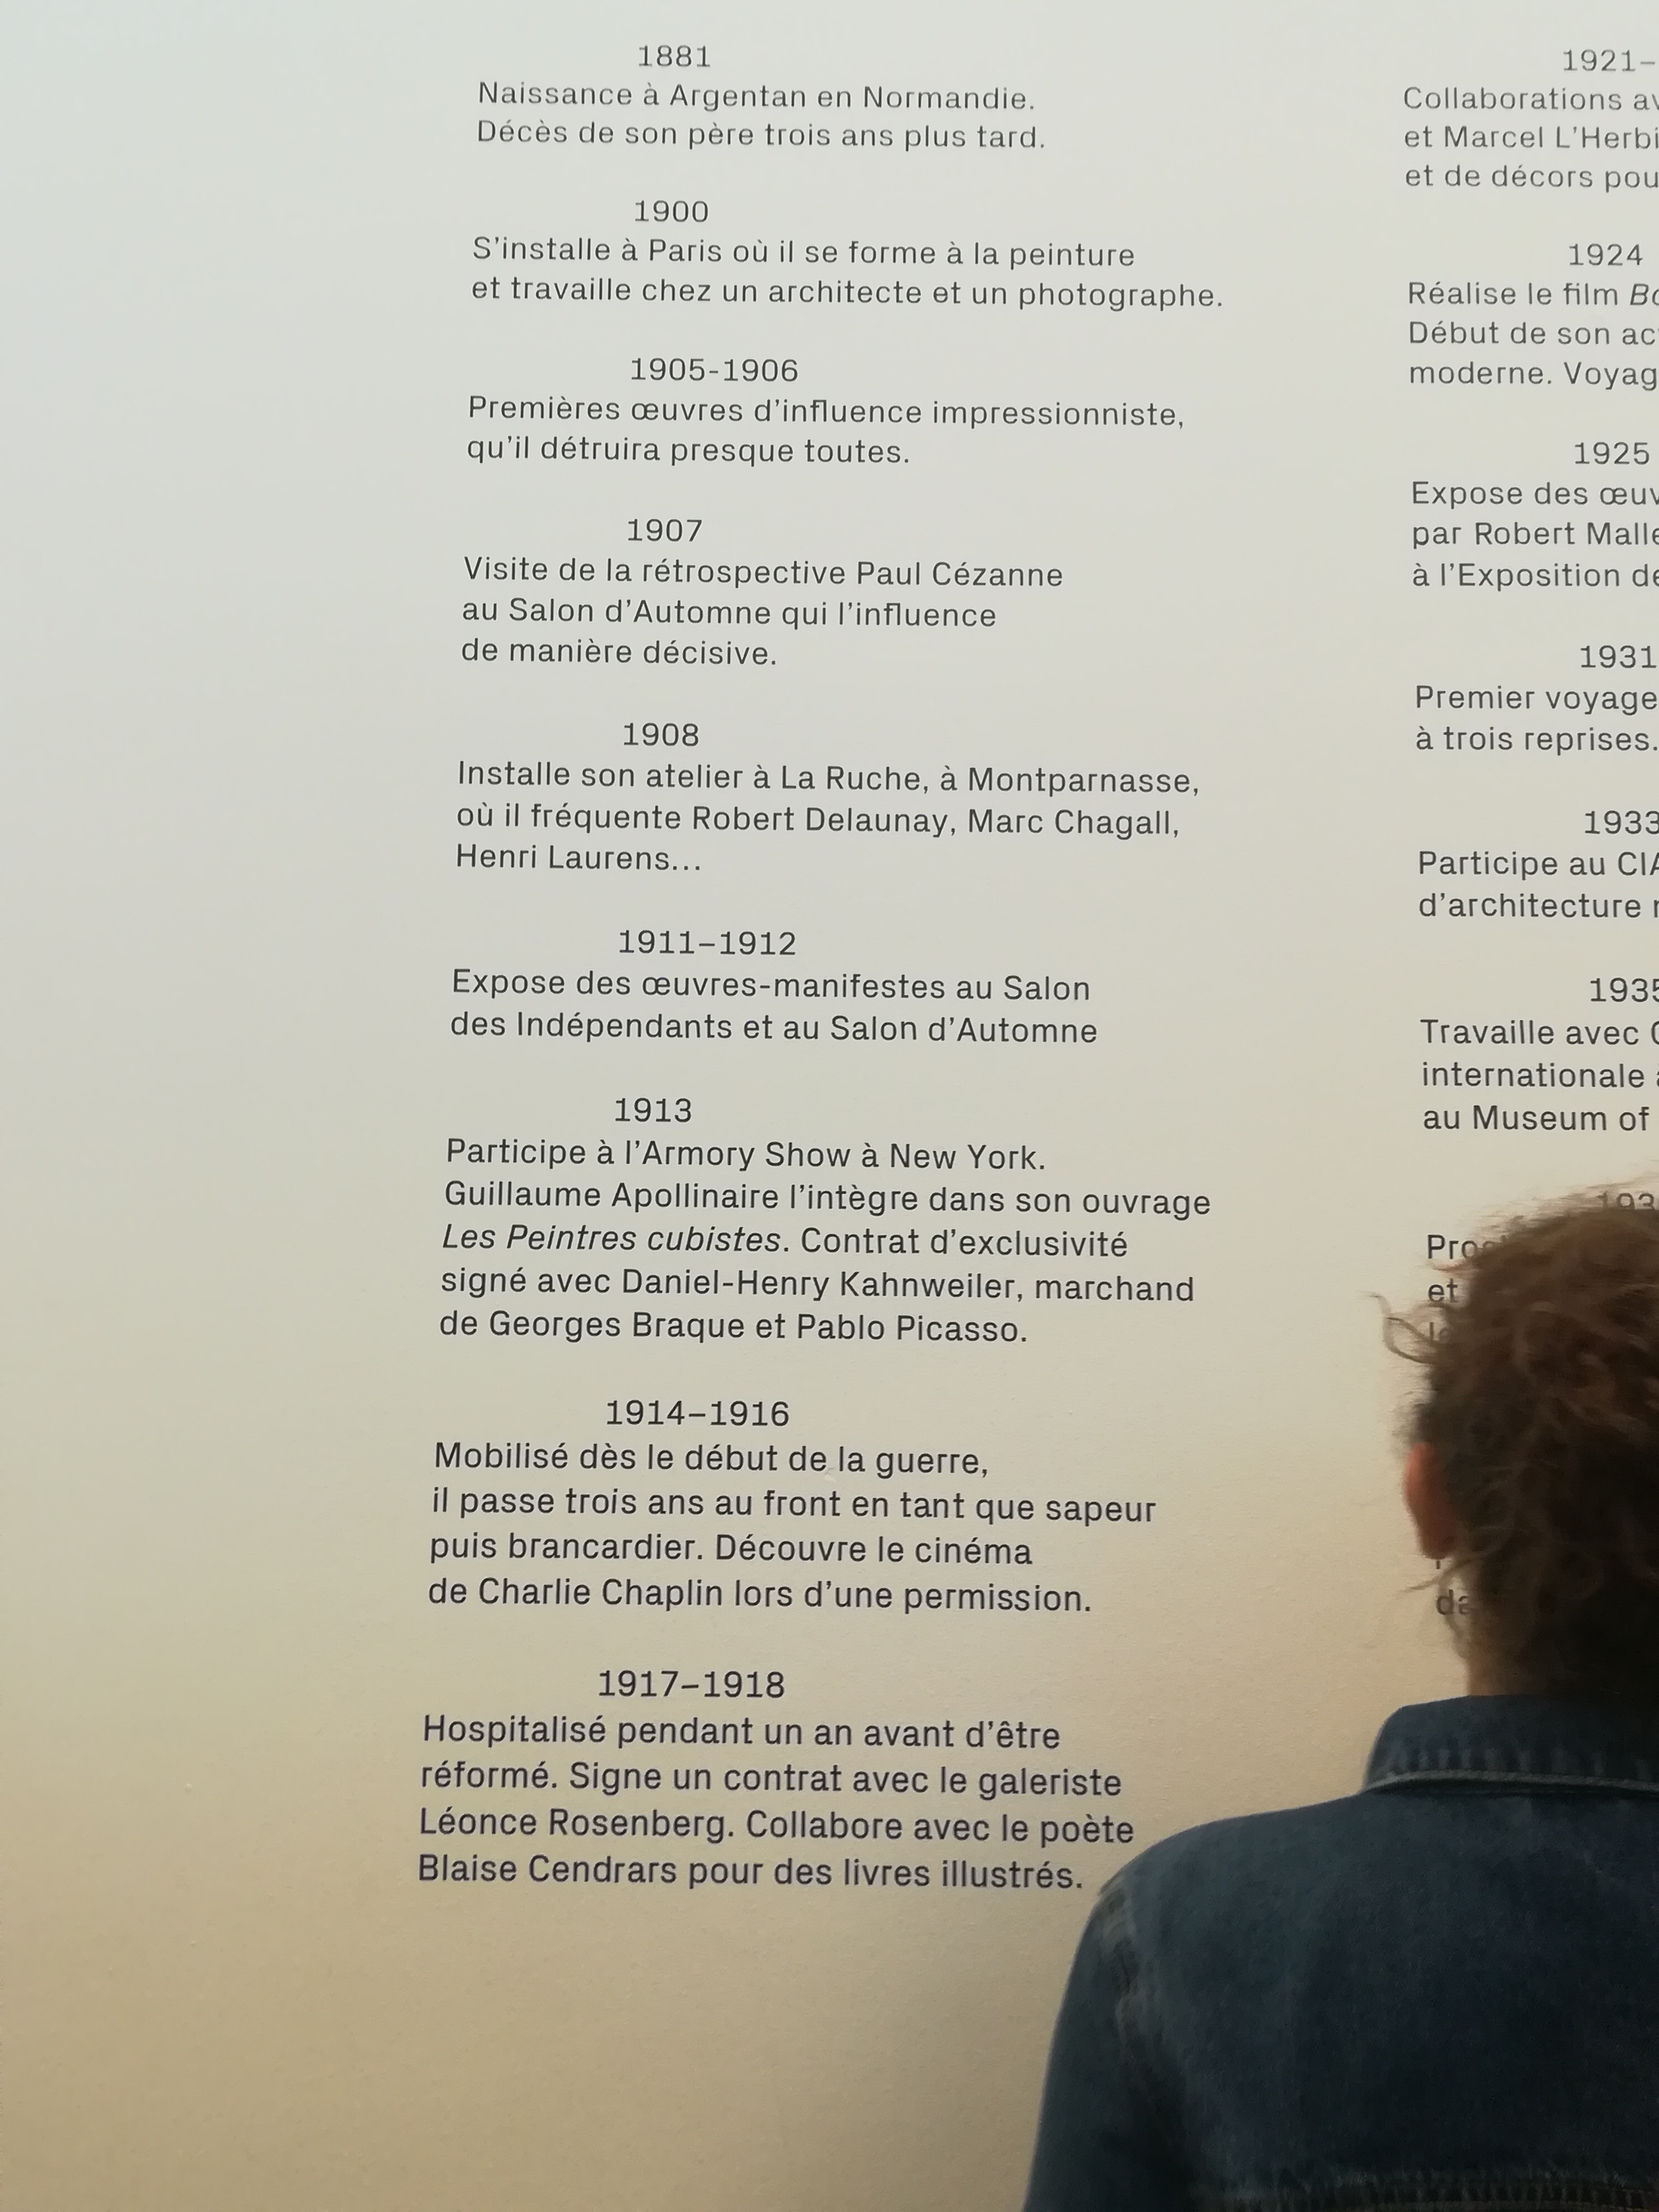 1881
Naissance à Argentan en Normandie.
Décès de son père trois ans plus tard.
1900
S'installe à Paris où il se forme à la peinture
et travaille chez un architecte et un photographe.
1905-1906
Premières œuvres d'influence impressionniste,
qu'il détruira presque toutes.
1907
Visite de la rétrospective Paul Cézanne
au Salon d'Automne qui l'influence
de manière décisive.
1908
Installe son atelier à La Ruche, à Montparnasse,
où il fréquente Robert Delaunay, Marc Chagall,
Henri Laurens...
1911–1912
Expose des œuvres-manifestes au Salon
des Indépendants et au Salon d'Automne
1913
Participe à l'Armory Show à New York.
Guillaume Apollinaire l'intègre dans son ouvrage
Les Peintres cubistes. Contrat d'exclusivité
signé avec Daniel-Henry Kahnweiler, marchand
de Georges Braque et Pablo Picasso.
1914–1916
Mobilisé dès le début de la guerre,
il passe trois ans au front en tant que sapeur
puis brancardier. Découvre le cinéma
de Charlie Chaplin lors d'une permission.
1917–1918
Hospitalisé pendant un an avant d'être
réformé. Signe un contrat avec le galeriste
Léonce Rosenberg. Collabore avec le poète
Blaise Cendrars pour des livres illustrés.
1921–
Collaborations
et Marcel
et de décors
1924
Réalise le film
Début de son
moderne.
1925
Expose des
par Robert
à l'Exposition
1931
Premier voyage
à trois reprises.
1933
Participe au
d'architecture
Travaille avec
internationale
au Museum of
et